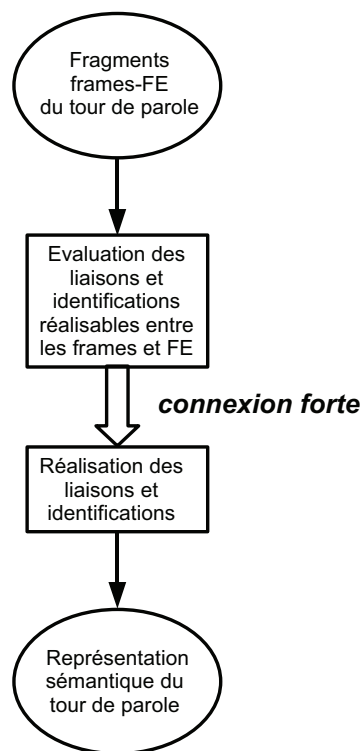 Fragments
frames-FE
du tour de parole
Evaluation des
liaisons et
identifications
réalisables entre
les frames et FE
connexion forte
Réalisation des
liaisons et
identifications
Représentation
sémantique du
tour de parole